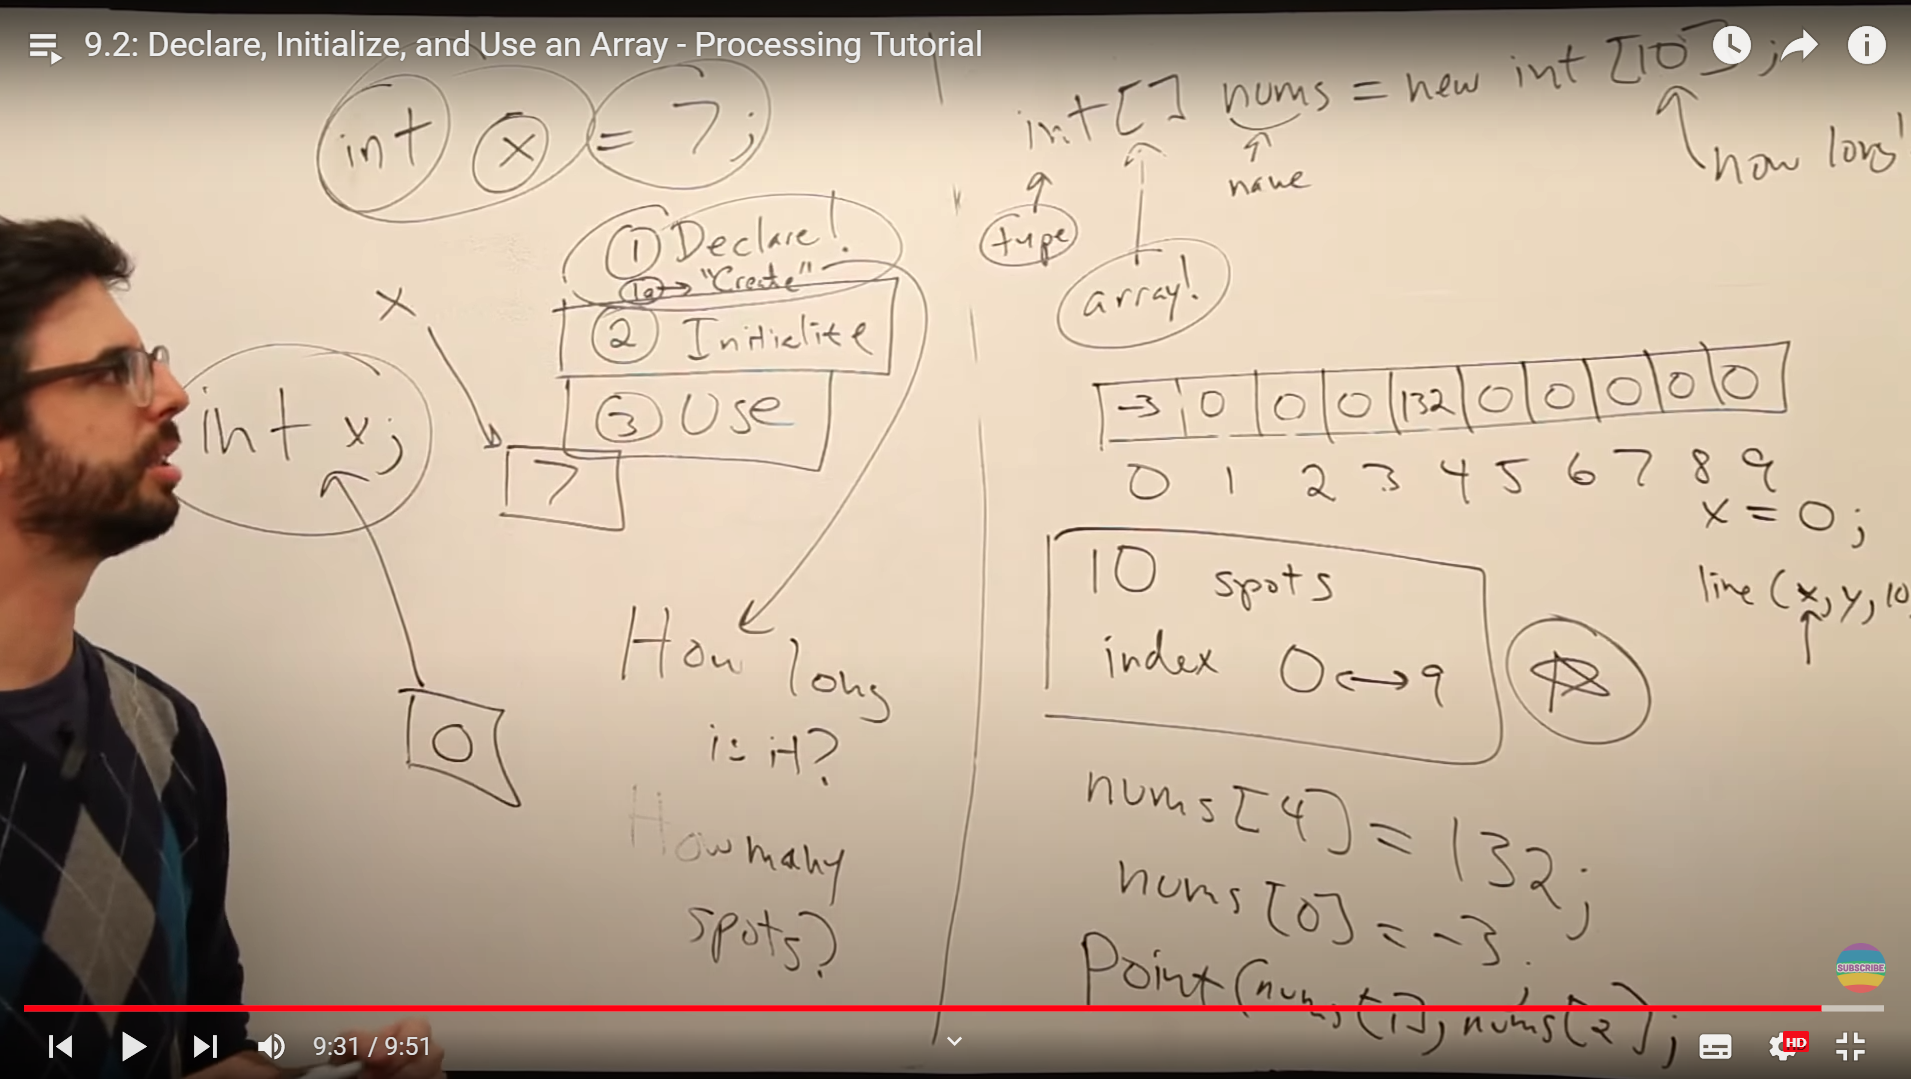 9.2: Declare, Initialize, and Use an Array - Processing Tutorial
int x = 7;
1 Declare!
1a → "Create"
2 Initialize
3 Use
x
7
int x;
0
How long
is it?
How many
spots?
int[] nums = new int [10];
type
array!
name
how long!
-3 0 0 0 132 0 0 0 0 0
0 1 2 3 4 5 6 7 8 9
x = 0;
line (x, y, 10,
10 spots
index 0 ↔ 9
nums[4] = 132;
nums[0] = -3;
Point(nums[1], nums[2];
SUBSCRIBE
9:31 / 9:51
HD